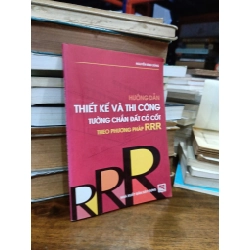 HƯỚNG DẪN
THIẾT KẾ VÀ THI CÔNG
TƯỜNG CHẮN ĐẤT CÓ CỐT
THEO PHƯƠNG PHÁP RRR
RRR